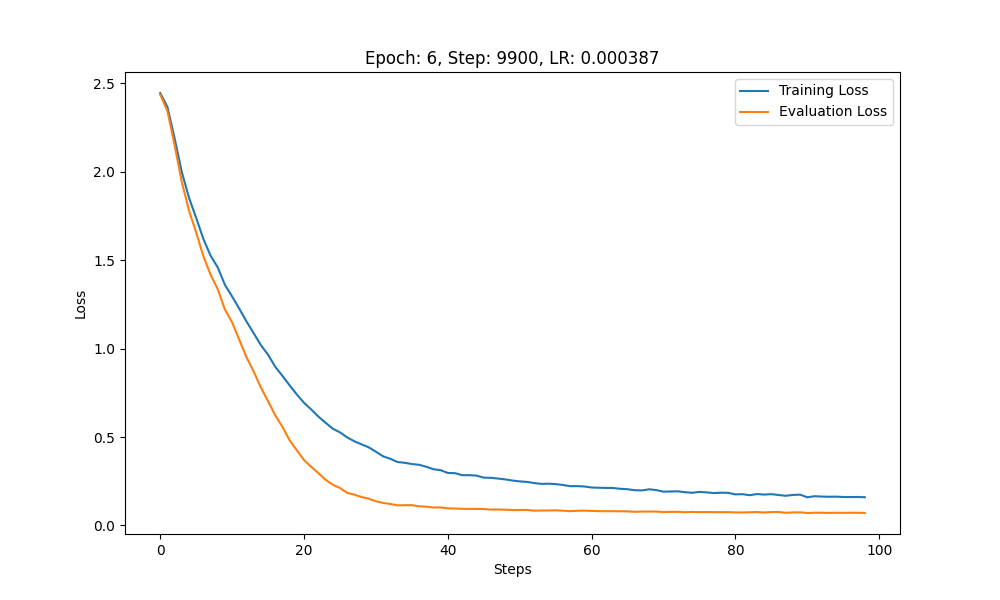 Epoch: 6, Step: 9900, LR: 0.000387
Training Loss
Evaluation Loss
2.5
2.0
1.5
1.0
0.5
0.0
Loss
0 20 40 60 80 100
Steps